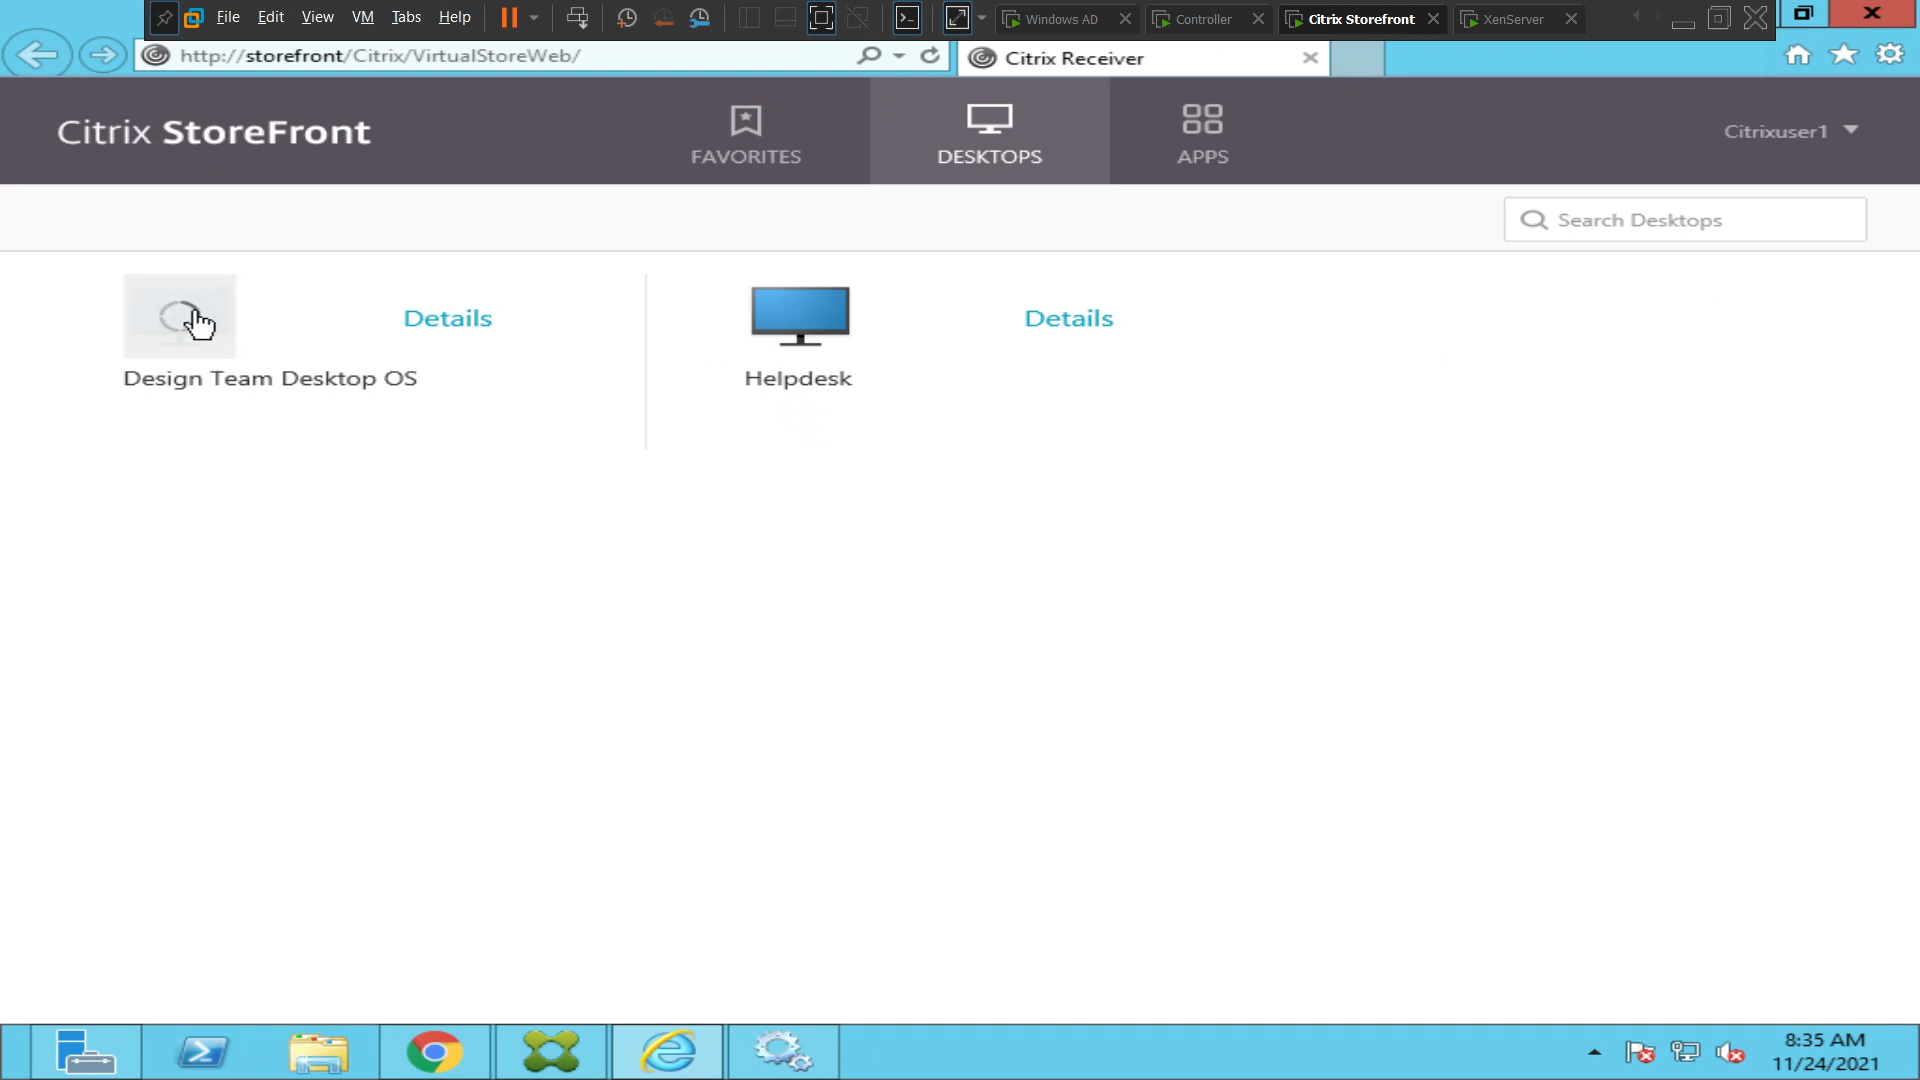 File Edit View VM Tabs Help Windows AD Controller Citrix Storefront XenServer
http://storefront/Citrix/VirtualStoreWeb/ Citrix Receiver
Citrix StoreFront FAVORITES DESKTOPS APPS Citrixuser1
Search Desktops
Details Details
Design Team Desktop OS Helpdesk
8:35 AM
11/24/2021